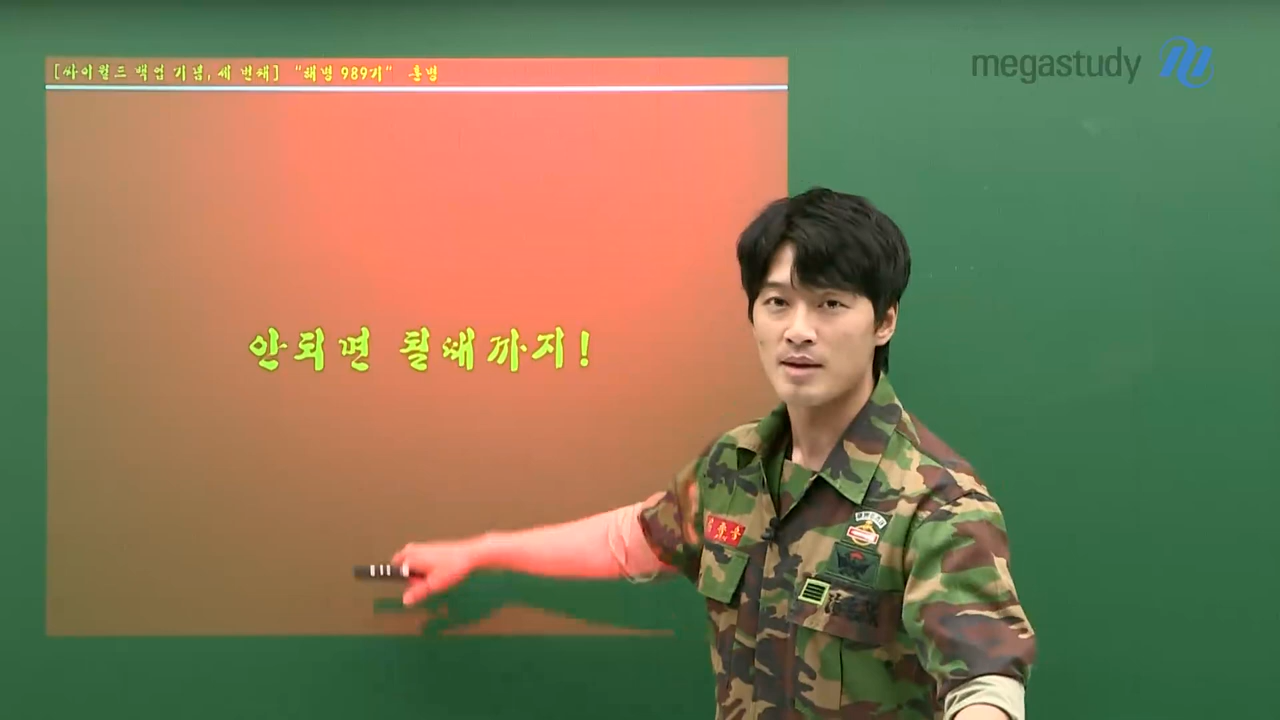 [싸이월드 백업 기념, 세 번째] "해병 989기" 훈병
megastudy
안되면 될때까지!